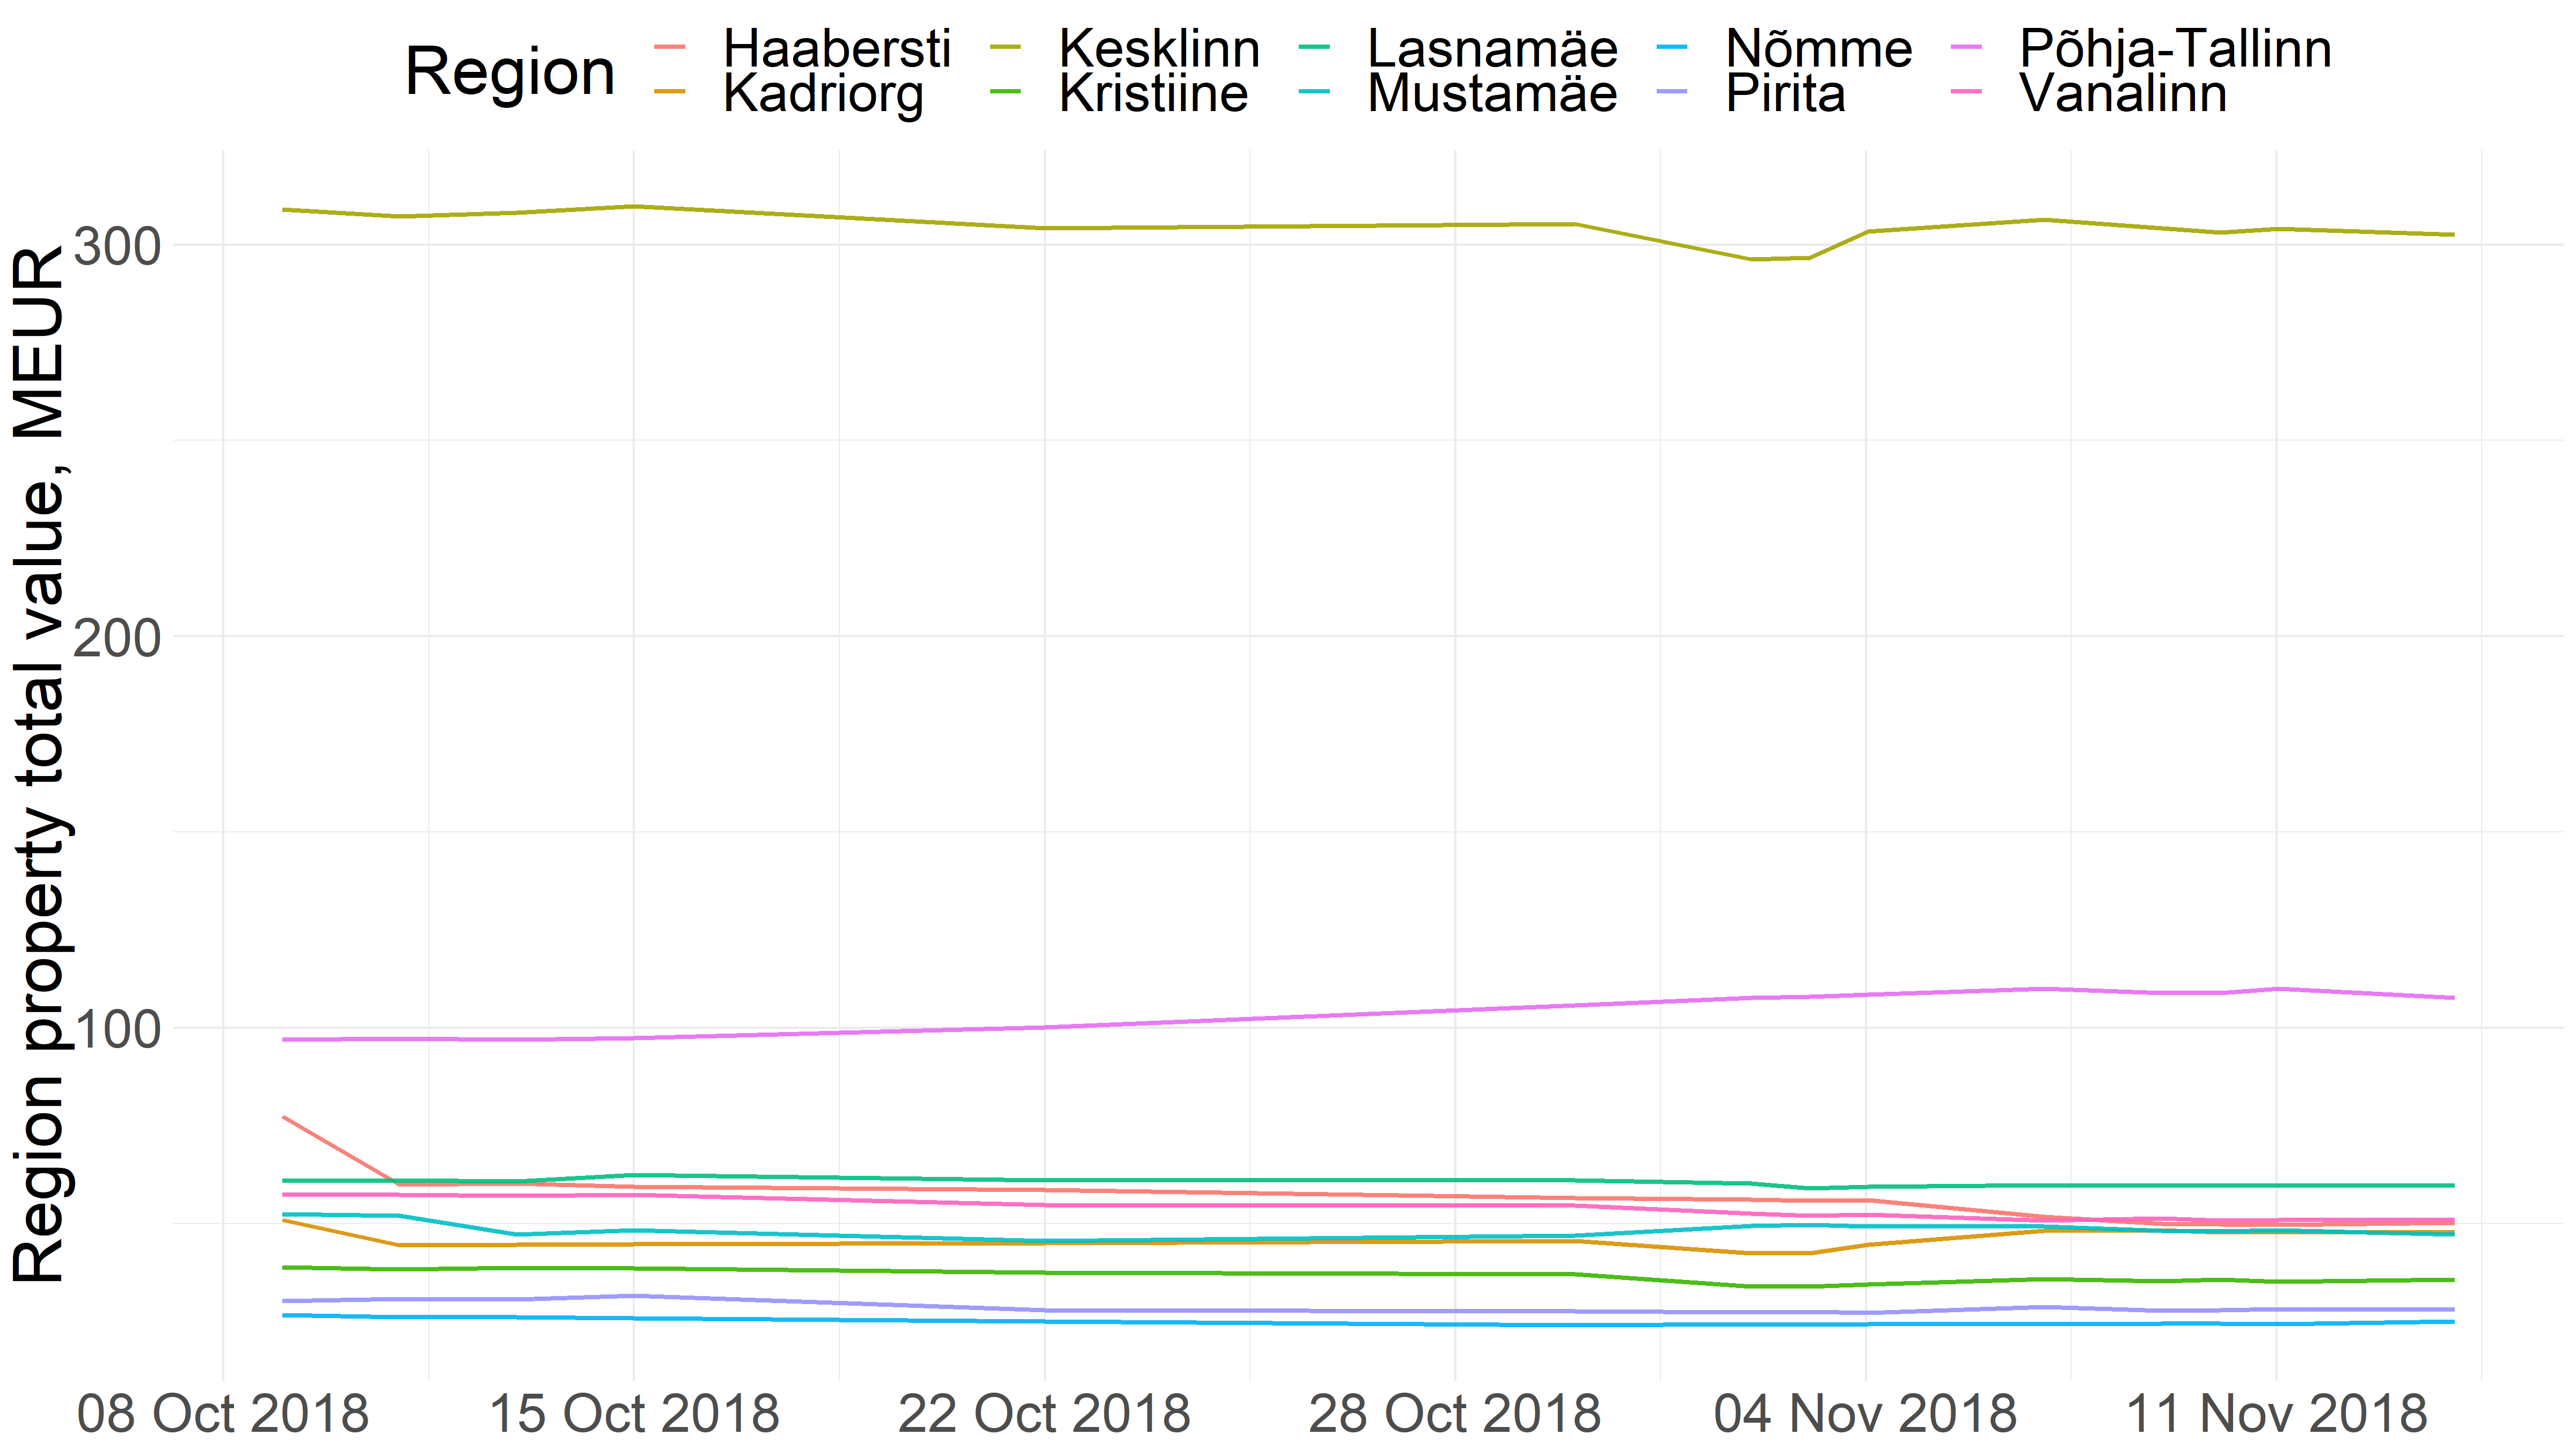 Region Haabersti Kesklinn Lasnamäe Nõmme Põhja-Tallinn
Kadriorg Kristiine Mustamäe Pirita Vanalinn
Region property total value, MEUR
300
200
100
08 Oct 2018 15 Oct 2018 22 Oct 2018 28 Oct 2018 04 Nov 2018 11 Nov 2018